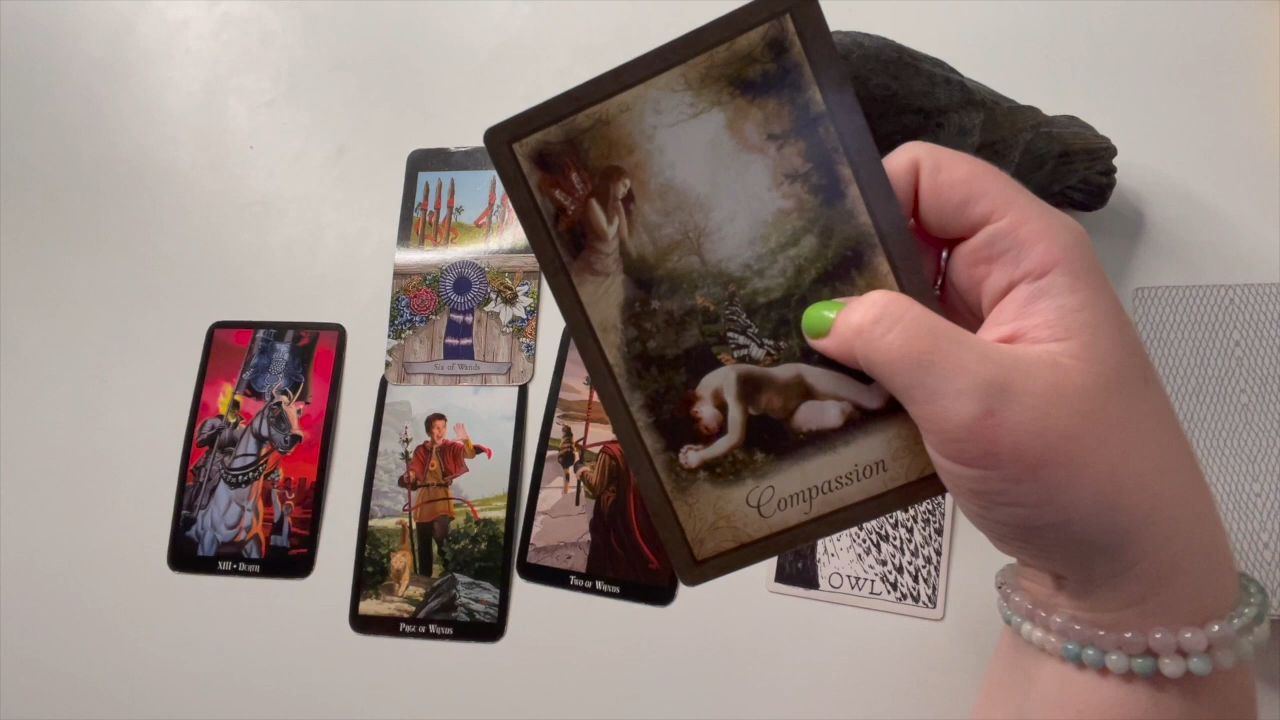 Six of Wands
Compassion
XIII • Death
Page of Wands
Two of Wands
OWL